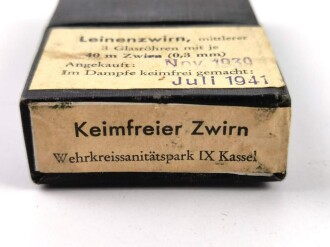 Leinenzwirn, mittlerer
3 Glasröhren mit je
40 m Zwirn (0,3 mm)
Angekauft: Nov. 1939
Im Dampfe keimfrei gemacht:
Juli 1941
Keimfreier Zwirn
Wehrkreissanitätspark IX Kassel